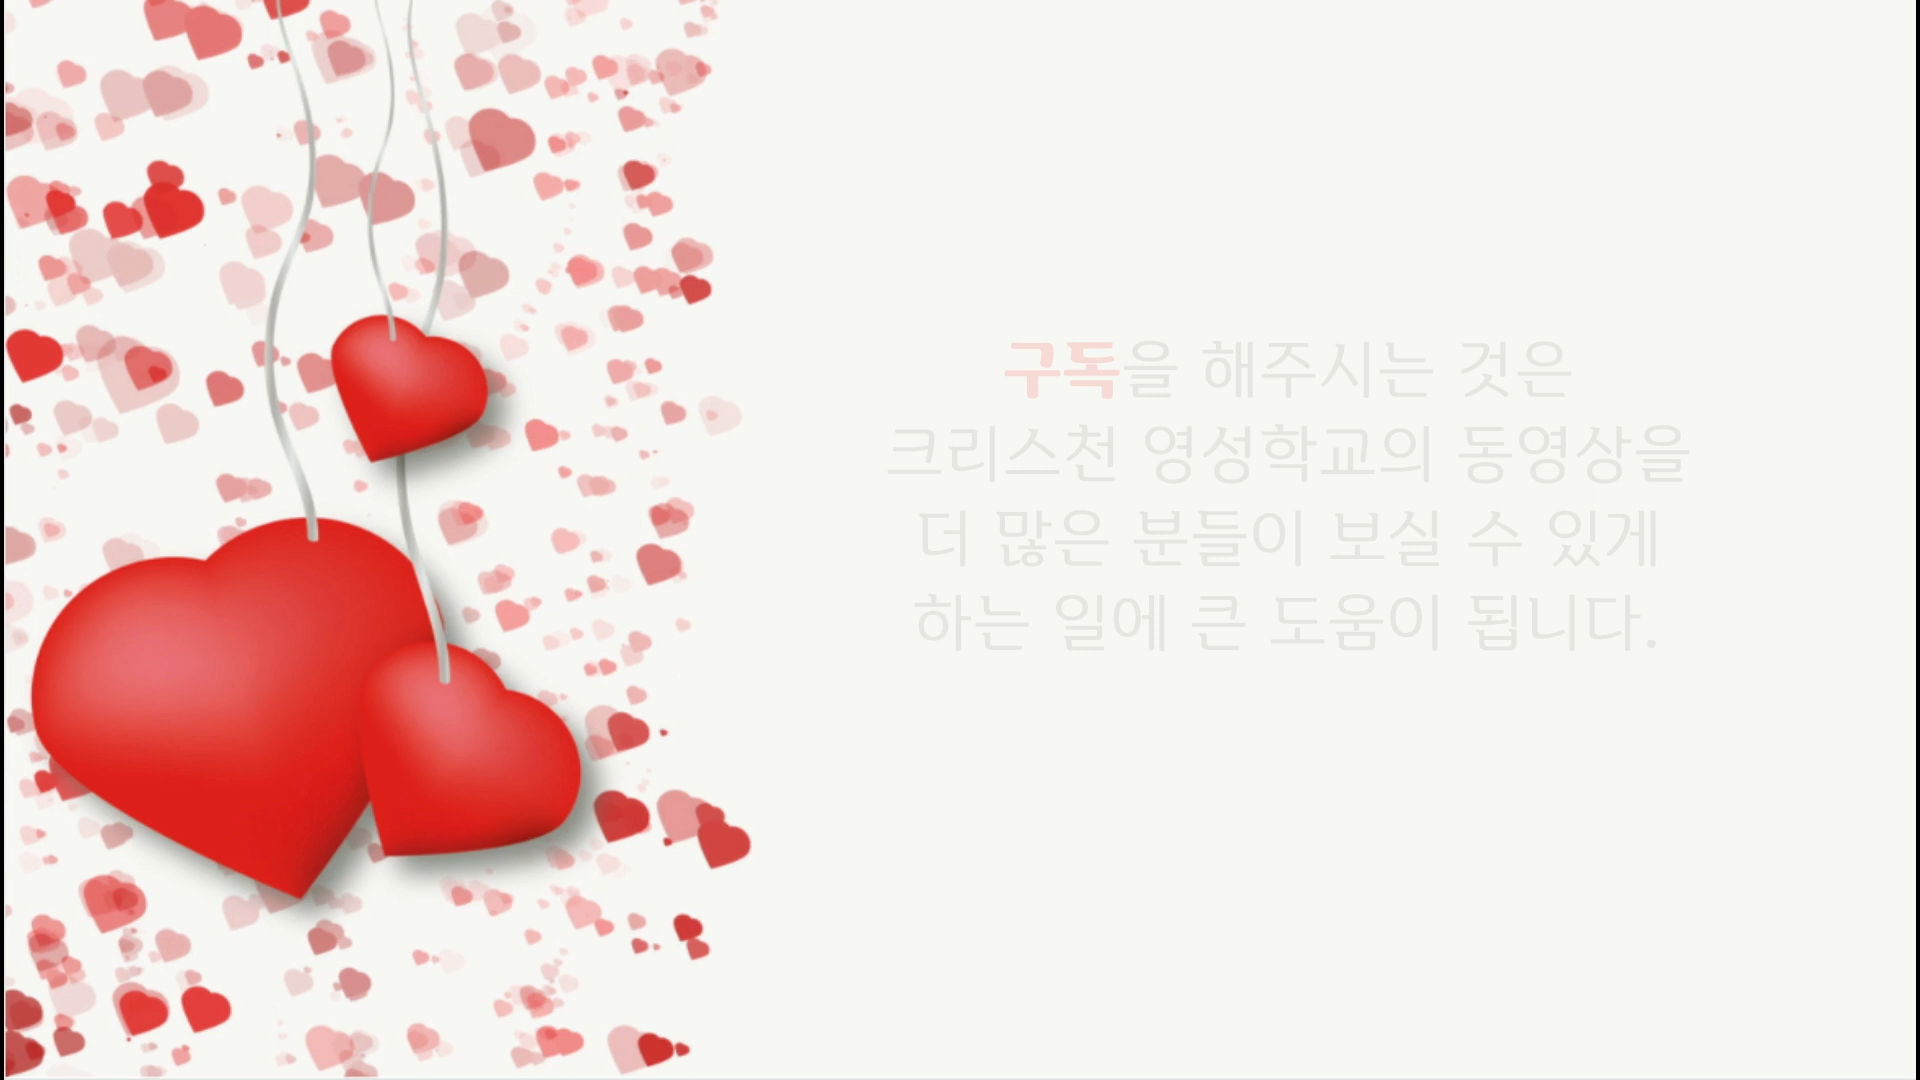 구독을 해주시는 것은
크리스천 영성학교의 동영상을
더 많은 분들이 보실 수 있게
하는 일에 큰 도움이 됩니다.